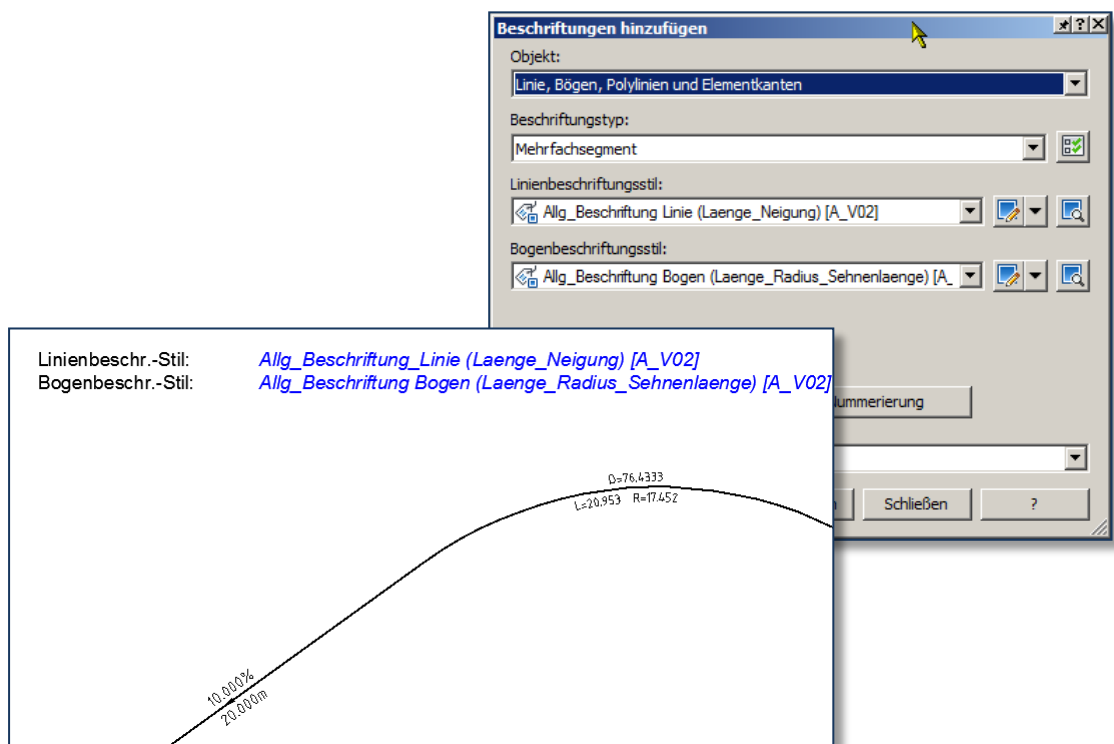 Beschriftungen hinzufügen
Objekt:
Linie, Bögen, Polylinien und Elementkanten
Beschriftungstyp:
Mehrfachsegment
Linienbeschriftungsstil:
Allg_Beschriftung Linie (Laenge_Neigung) [A_V02]
Bogenbeschriftungsstil:
Allg_Beschriftung Bogen (Laenge_Radius_Sehnenlaenge) [A_
Schließen
?
Linienbeschr.-Stil: Allg_Beschriftung_Linie (Laenge_Neigung) [A_V02]
Bogenbeschr.-Stil: Allg_Beschriftung Bogen (Laenge_Radius_Sehnenlaenge) [A_V02]
D=76.4333
L=20.953 R=17.452
10.000%
20.000m